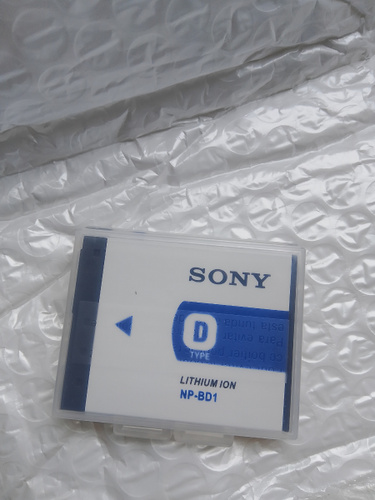 SONY
D
TYPE
LITHIUM ION
NP-BD1